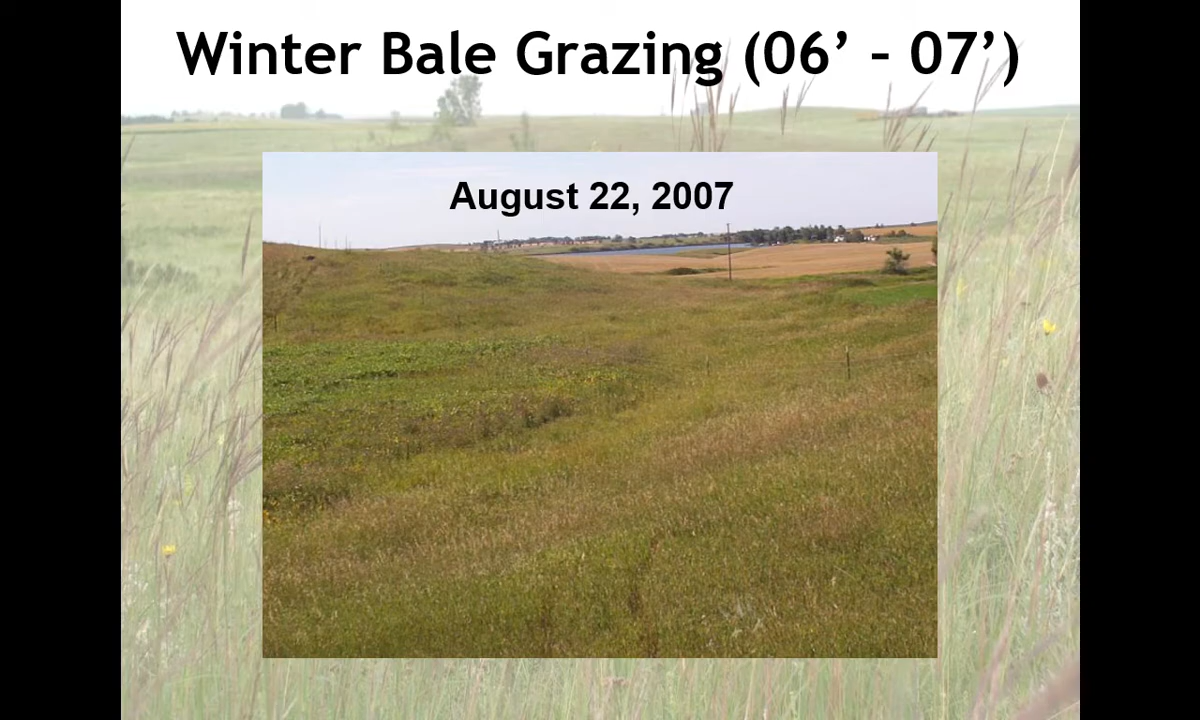 Winter Bale Grazing (06’ – 07’)
August 22, 2007